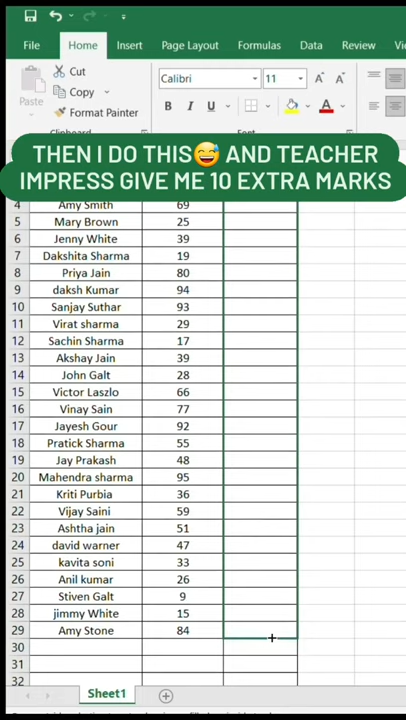 File Home Insert Page Layout Formulas Data Review
Cut
Calibri 11 A A
Copy
Paste
Format Painter
B I U A
THEN I DO THIS😅 AND TEACHER
IMPRESS GIVE ME 10 EXTRA MARKS
4 Amy Smith 69
5 Mary Brown 25
6 Jenny White 39
7 Dakshita Sharma 19
8 Priya Jain 80
9 daksh Kumar 94
10 Sanjay Suthar 93
11 Virat sharma 29
12 Sachin Sharma 17
13 Akshay Jain 39
14 John Galt 28
15 Victor Laszlo 66
16 Vinay Sain 77
17 Jayesh Gour 92
18 Pratick Sharma 55
19 Jay Prakash 48
20 Mahendra sharma 95
21 Kriti Purbia 36
22 Vijay Saini 59
23 Ashtha jain 51
24 david warner 47
25 kavita soni 33
26 Anil kumar 26
27 Stiven Galt 9
28 jimmy White 15
29 Amy Stone 84
30
31
32
Sheet1